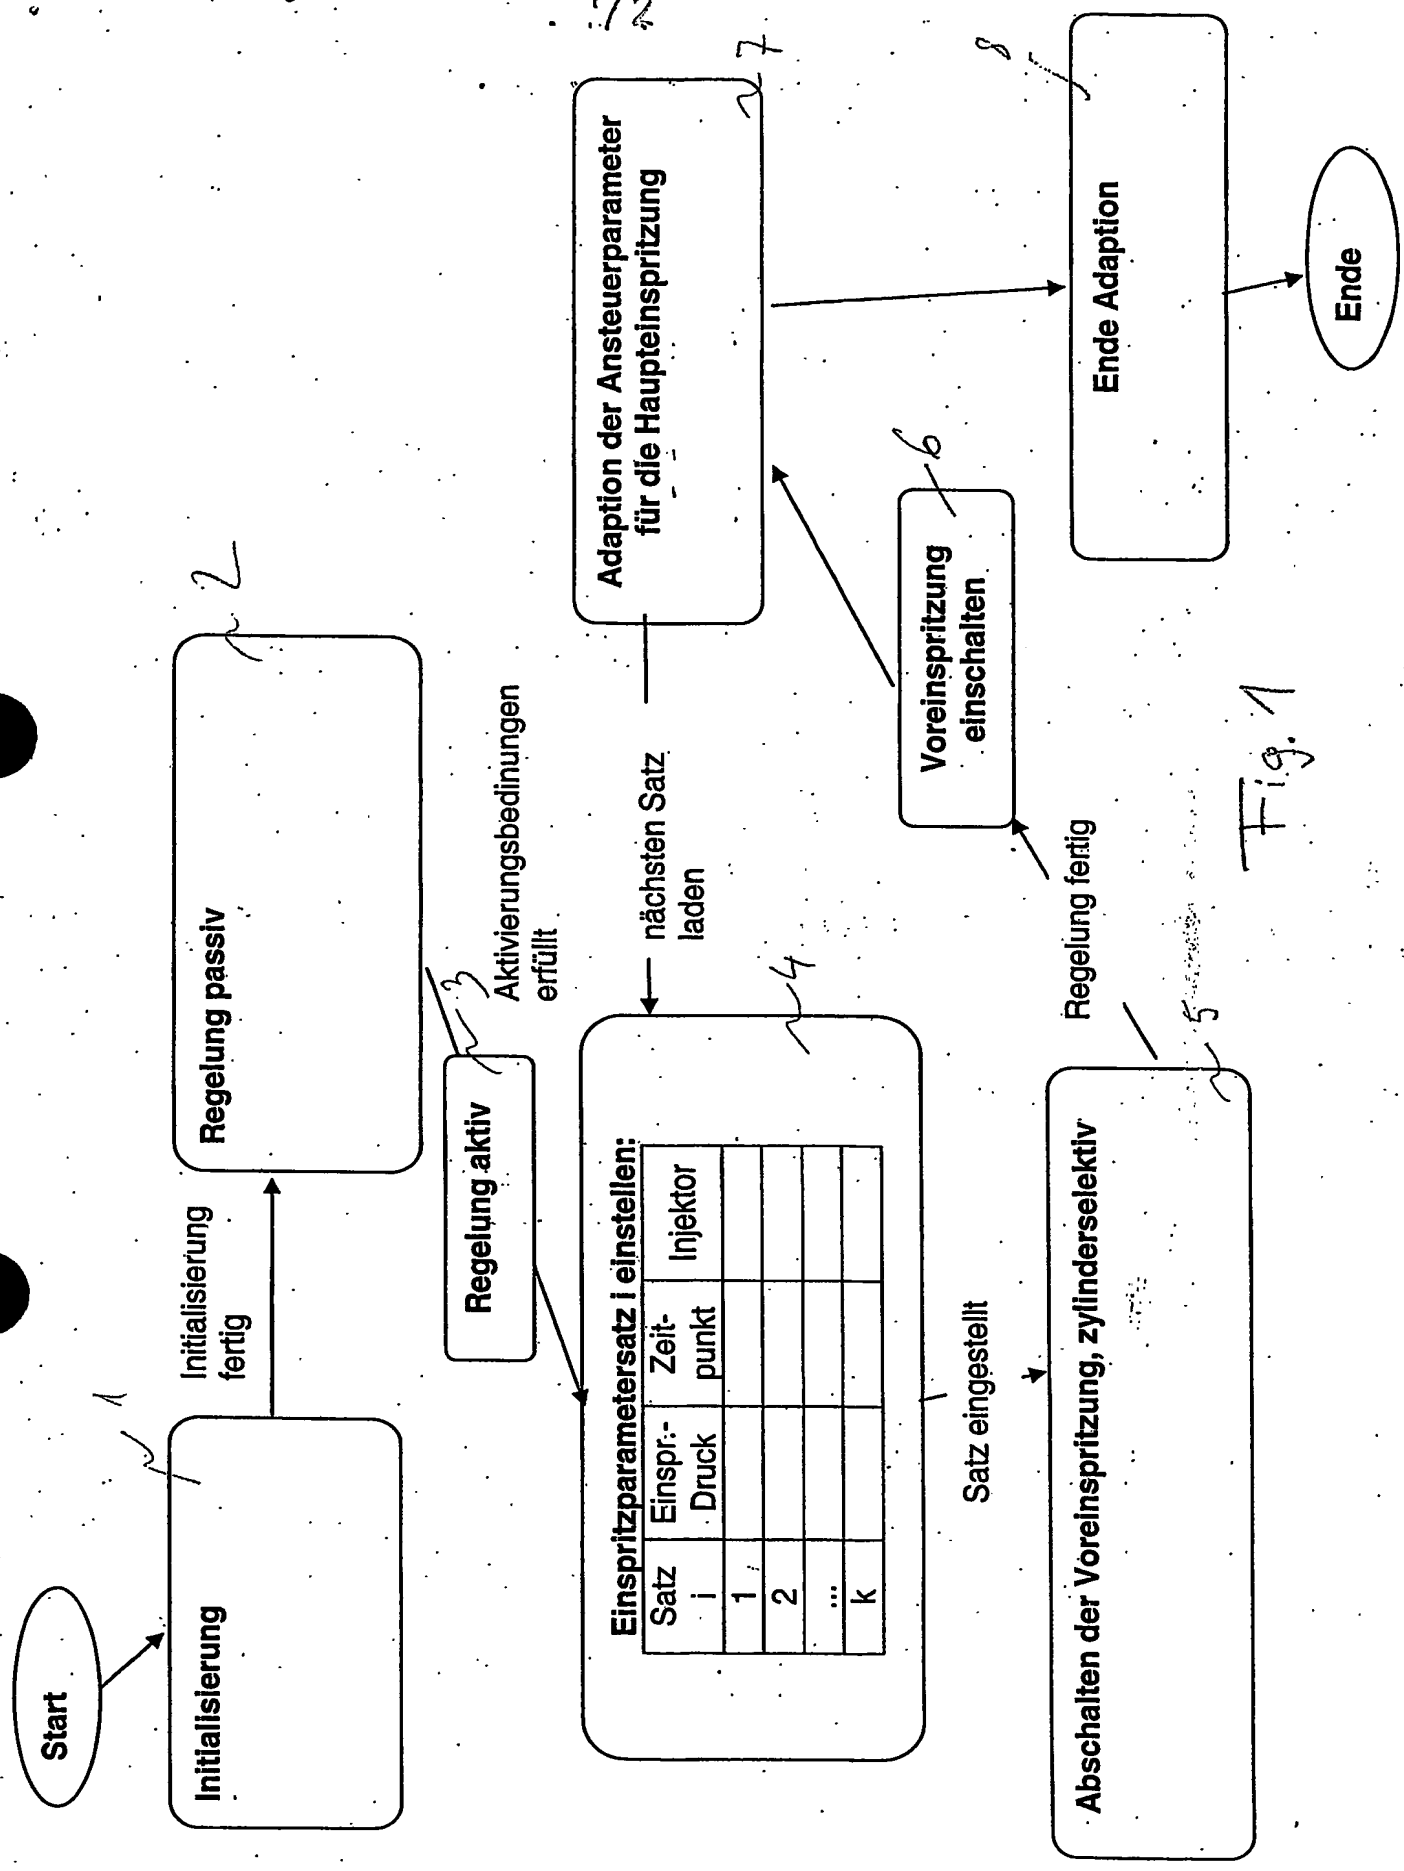 Start
Initialisierung
1
Initialisierung
fertig
Regelung passiv
2
Regelung aktiv
3
Aktivierungsbedinungen
erfüllt
Einspritzparametersatz i einstellen:
Satz Einspr.- Zeit- Injektor
i Druck punkt
1
2
...
k
4
nächsten Satz
laden
Adaption der Ansteuerparameter
für die Haupteinspritzung
7
Satz eingestellt
Abschalten der Voreinspritzung, zylinderselektiv
5
Regelung fertig
Voreinspritzung
einschalten
6
Ende Adaption
8
Ende
Fig. 1